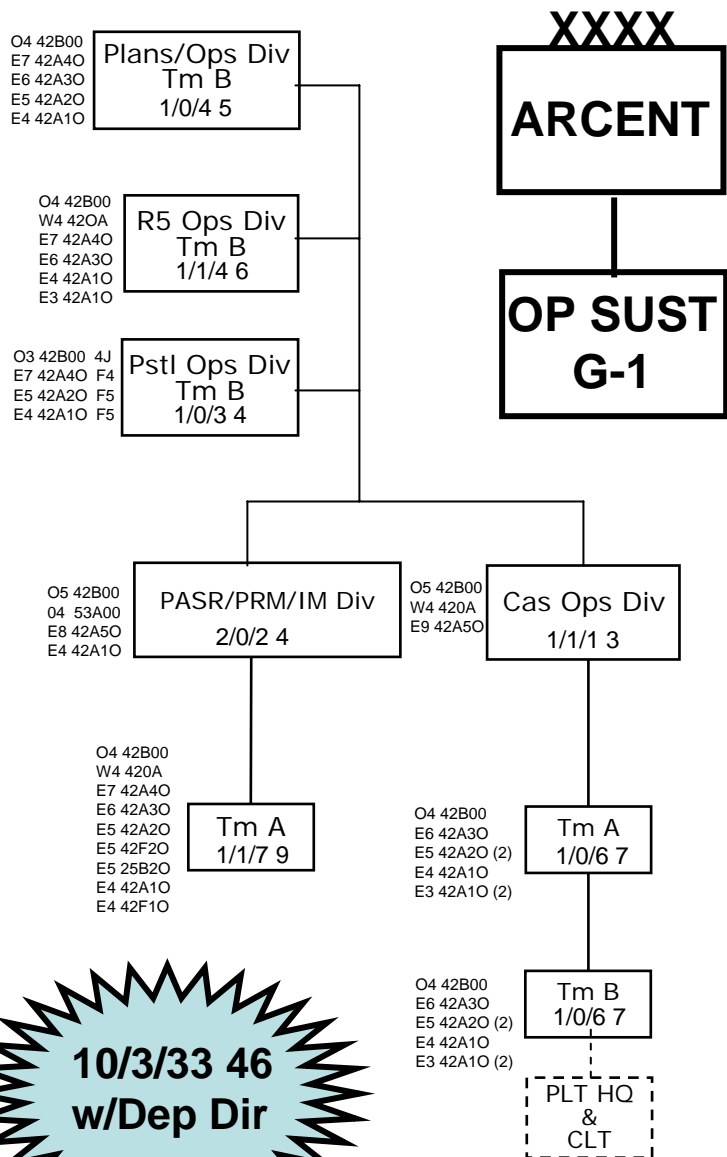 XXXX
ARCENT
OP SUST
G-1
O4 42B00
E7 42A4O
E6 42A3O
E5 42A2O
E4 42A1O
Plans/Ops Div
Tm B
1/0/4 5
O4 42B00
W4 42OA
E7 42A4O
E6 42A3O
E4 42A1O
E3 42A1O
R5 Ops Div
Tm B
1/1/4 6
O3 42B00 4J
E7 42A4O F4
E5 42A2O F5
E4 42A1O F5
Pstl Ops Div
Tm B
1/0/3 4
O5 42B00
04 53A00
E8 42A5O
E4 42A1O
PASR/PRM/IM Div
2/0/2 4
O5 42B00
W4 420A
E9 42A5O
Cas Ops Div
1/1/1 3
O4 42B00
W4 420A
E7 42A4O
E6 42A3O
E5 42A2O
E5 42F2O
E5 25B2O
E4 42A1O
E4 42F1O
Tm A
1/1/7 9
O4 42B00
E6 42A3O
E5 42A2O (2)
E4 42A1O
E3 42A1O (2)
Tm A
1/0/6 7
O4 42B00
E6 42A3O
E5 42A2O (2)
E4 42A1O
E3 42A1O (2)
Tm B
1/0/6 7
PLT HQ
&
CLT
10/3/33 46
w/Dep Dir